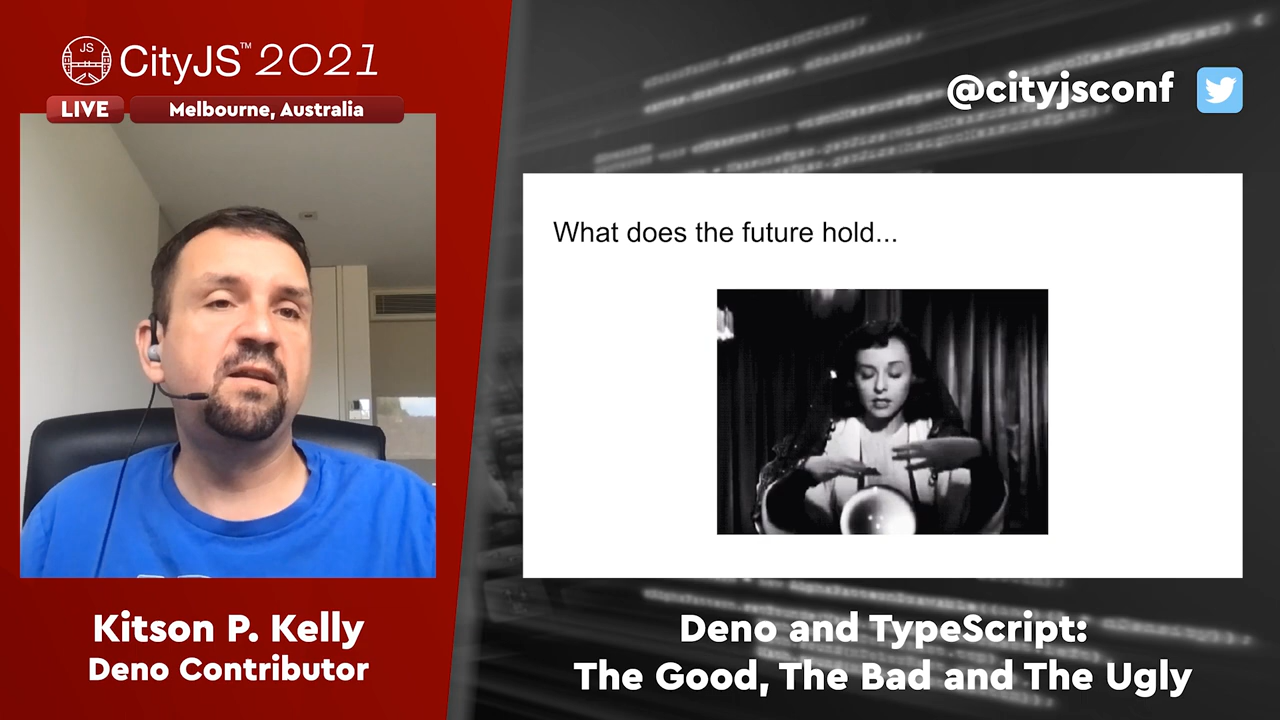 JS
CityJS™ 2021
LIVE
Melbourne, Australia
@cityjsconf
What does the future hold...
Kitson P. Kelly
Deno Contributor
Deno and TypeScript:
The Good, The Bad and The Ugly